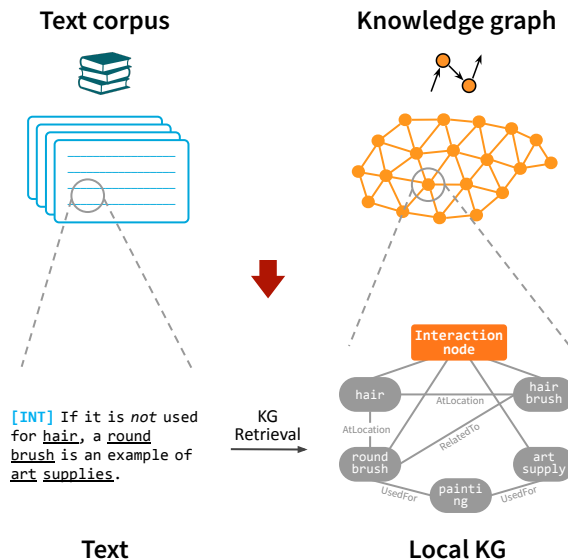 Text corpus
Knowledge graph
Interaction
node
hair
hair
brush
AtLocation
AtLocation
RelatedTo
[INT] If it is not used
for hair, a round
brush is an example of
art supplies.
KG
Retrieval
round
brush
art
supply
painti
ng
UsedFor
UsedFor
Text
Local KG